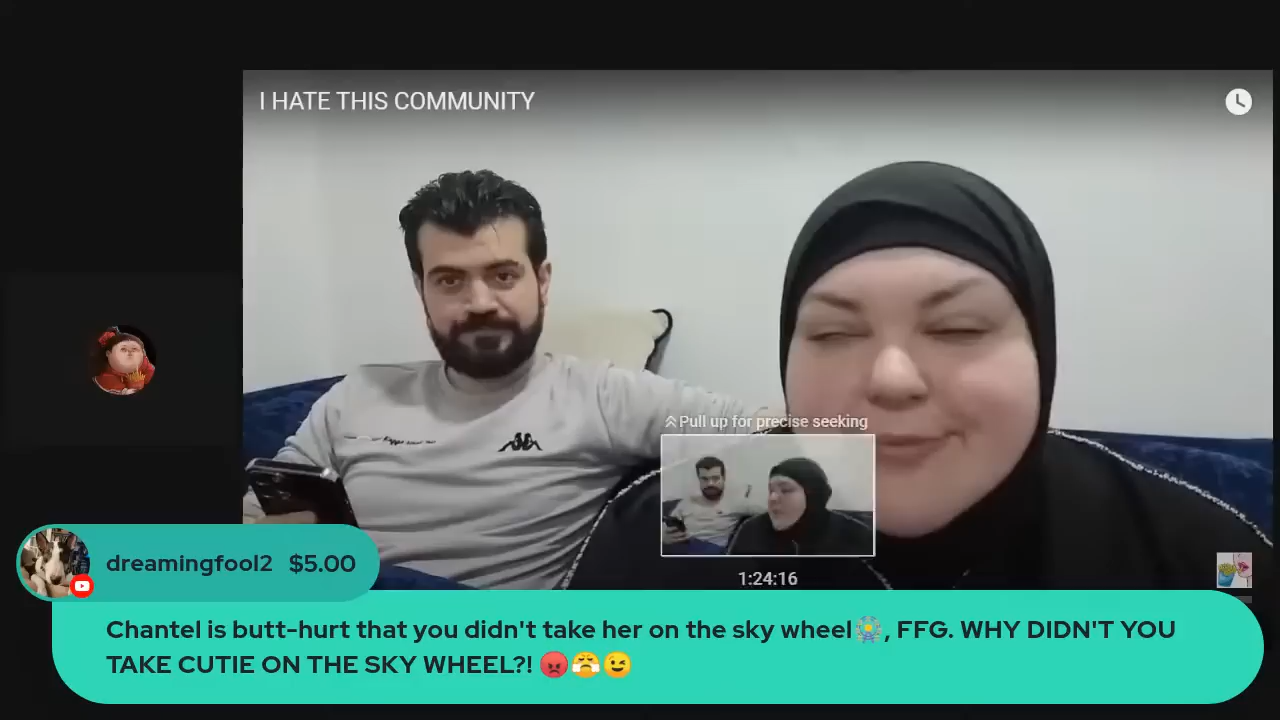 I HATE THIS COMMUNITY
Pull up for precise seeking
1:24:16
dreamingfool2 $5.00
Chantel is butt-hurt that you didn't take her on the sky wheel🎡, FFG. WHY DIDN'T YOU
TAKE CUTIE ON THE SKY WHEEL?! 😡😤😉